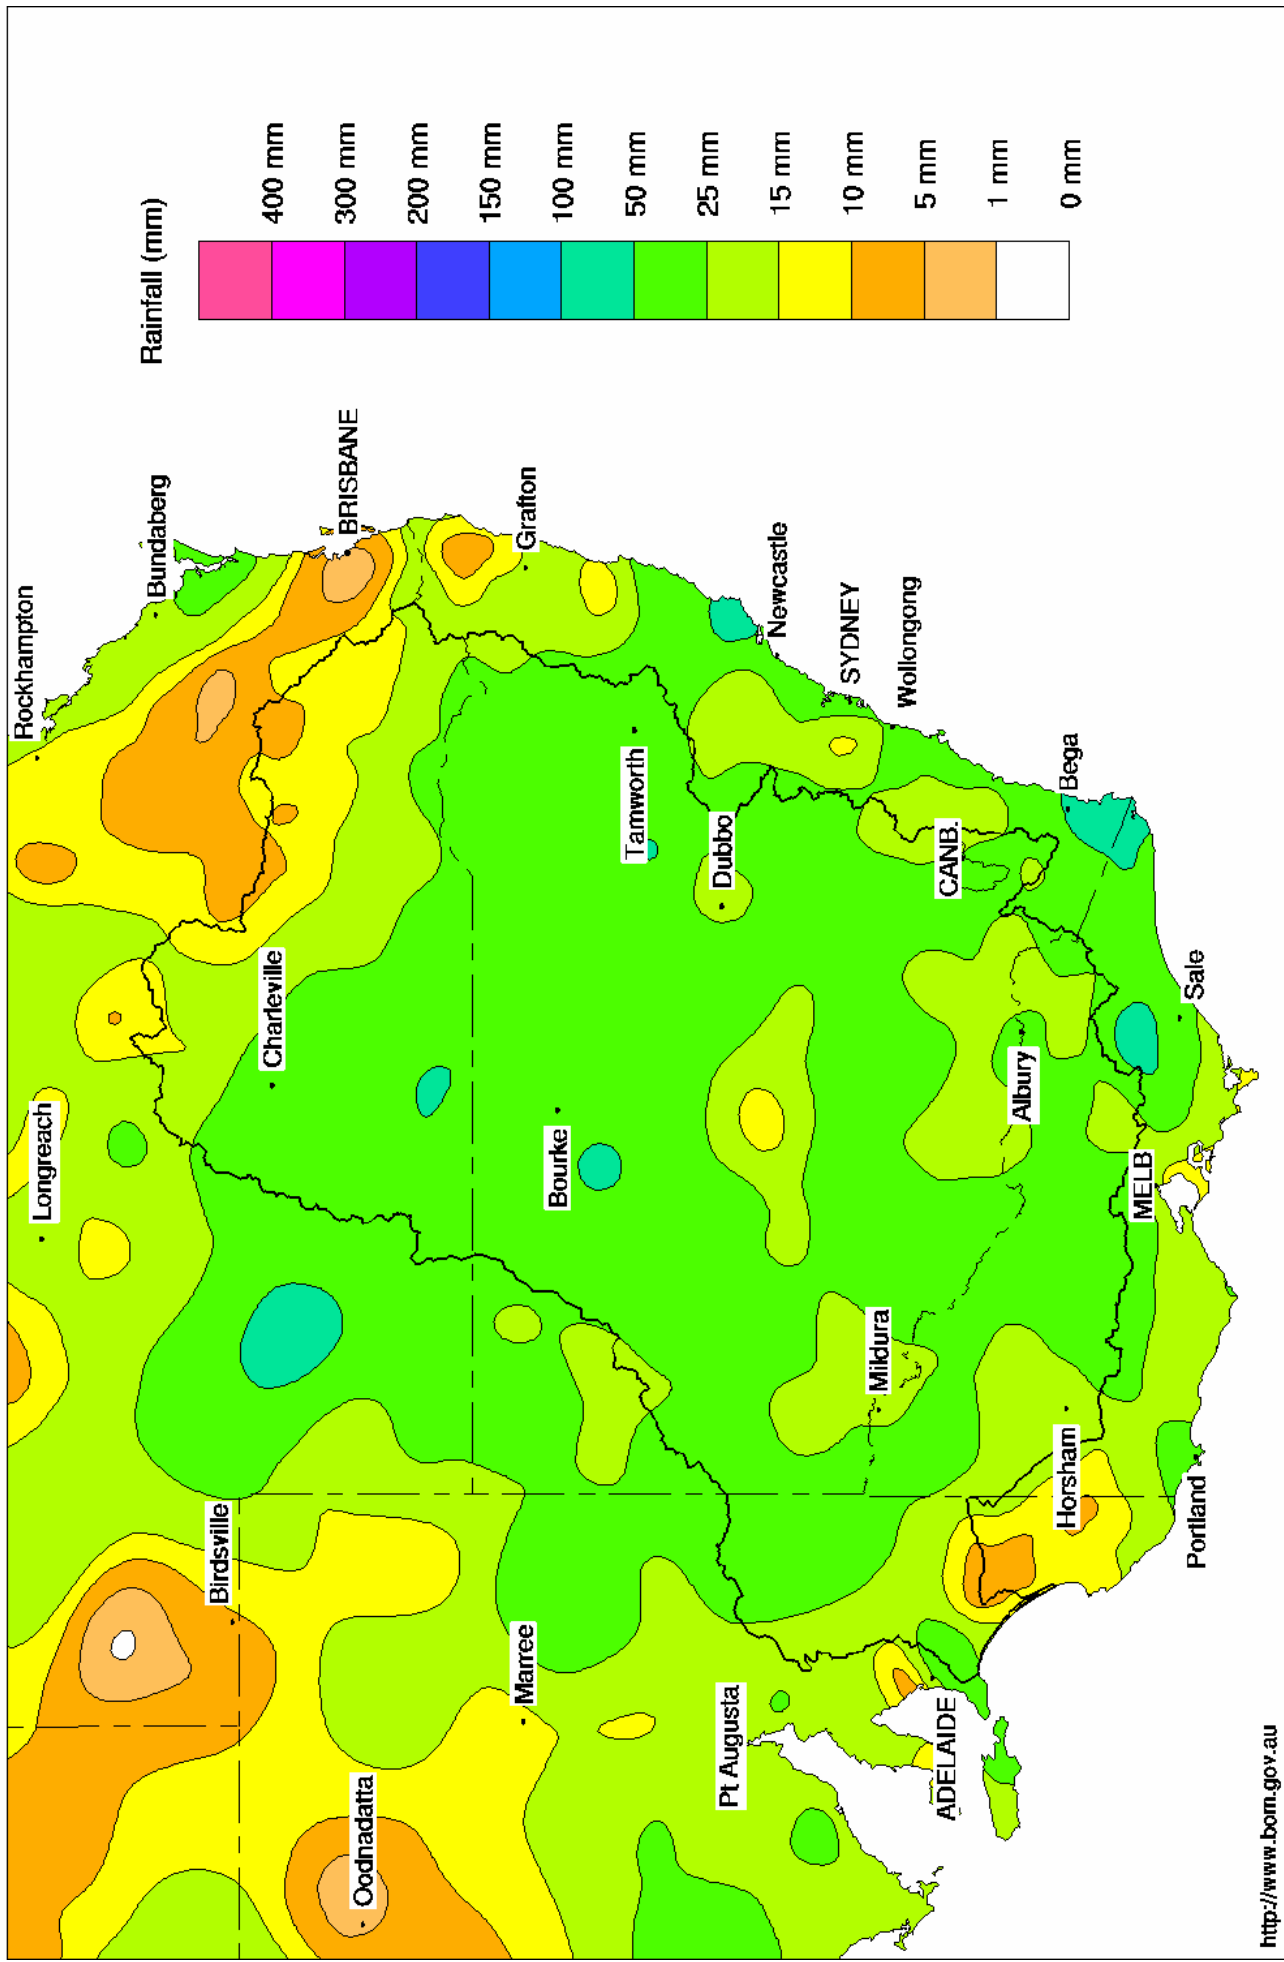 Rainfall (mm)
400 mm
300 mm
200 mm
150 mm
100 mm
50 mm
25 mm
15 mm
10 mm
5 mm
1 mm
0 mm
Rockhampton
Longreach
Bundaberg
Birdsville
Charleville
BRISBANE
Oodnadatta
Marree
Grafton
Bourke
Tamworth
Pt Augusta
Dubbo
Newcastle
SYDNEY
Mildura
Wollongong
ADELAIDE
CANB.
Albury
Horsham
Bega
MELB
Sale
Portland
http://www.bom.gov.au